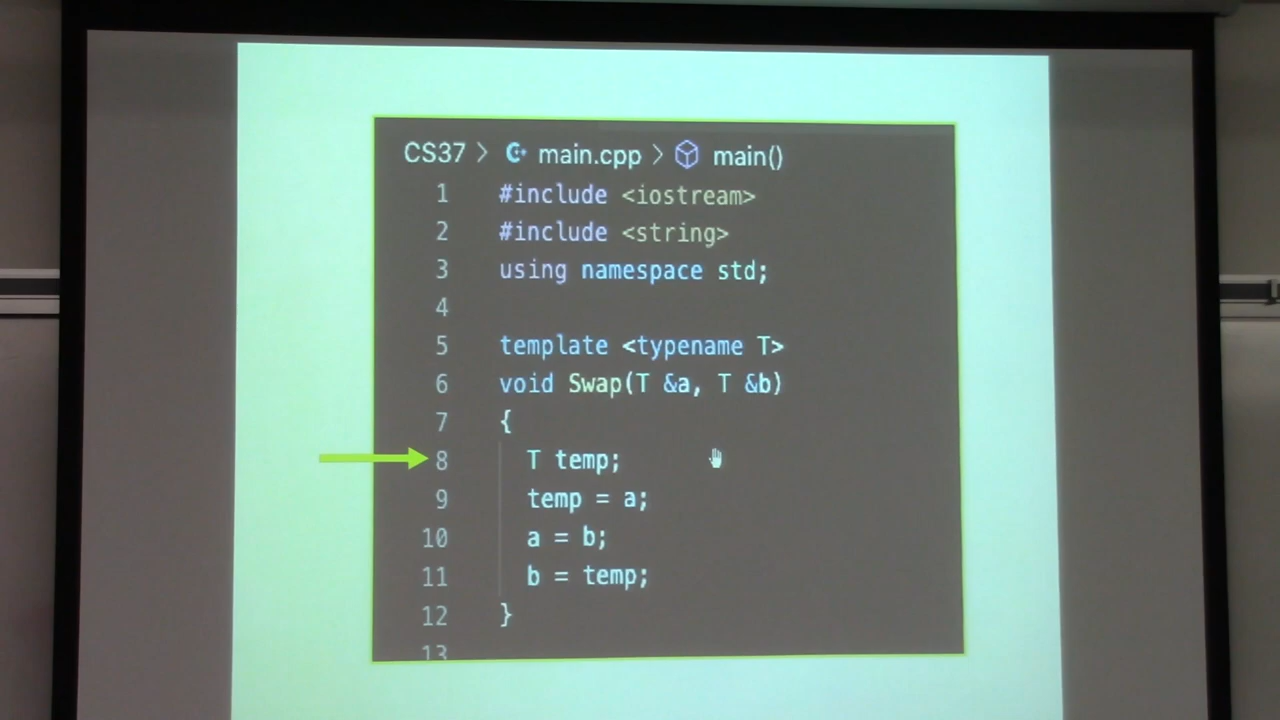 CS37 > main.cpp > main()
1 #include <iostream>
2 #include <string>
3 using namespace std;
4
5 template <typename T>
6 void Swap(T &a, T &b)
7 {
8 T temp;
9 temp = a;
10 a = b;
11 b = temp;
12 }
13